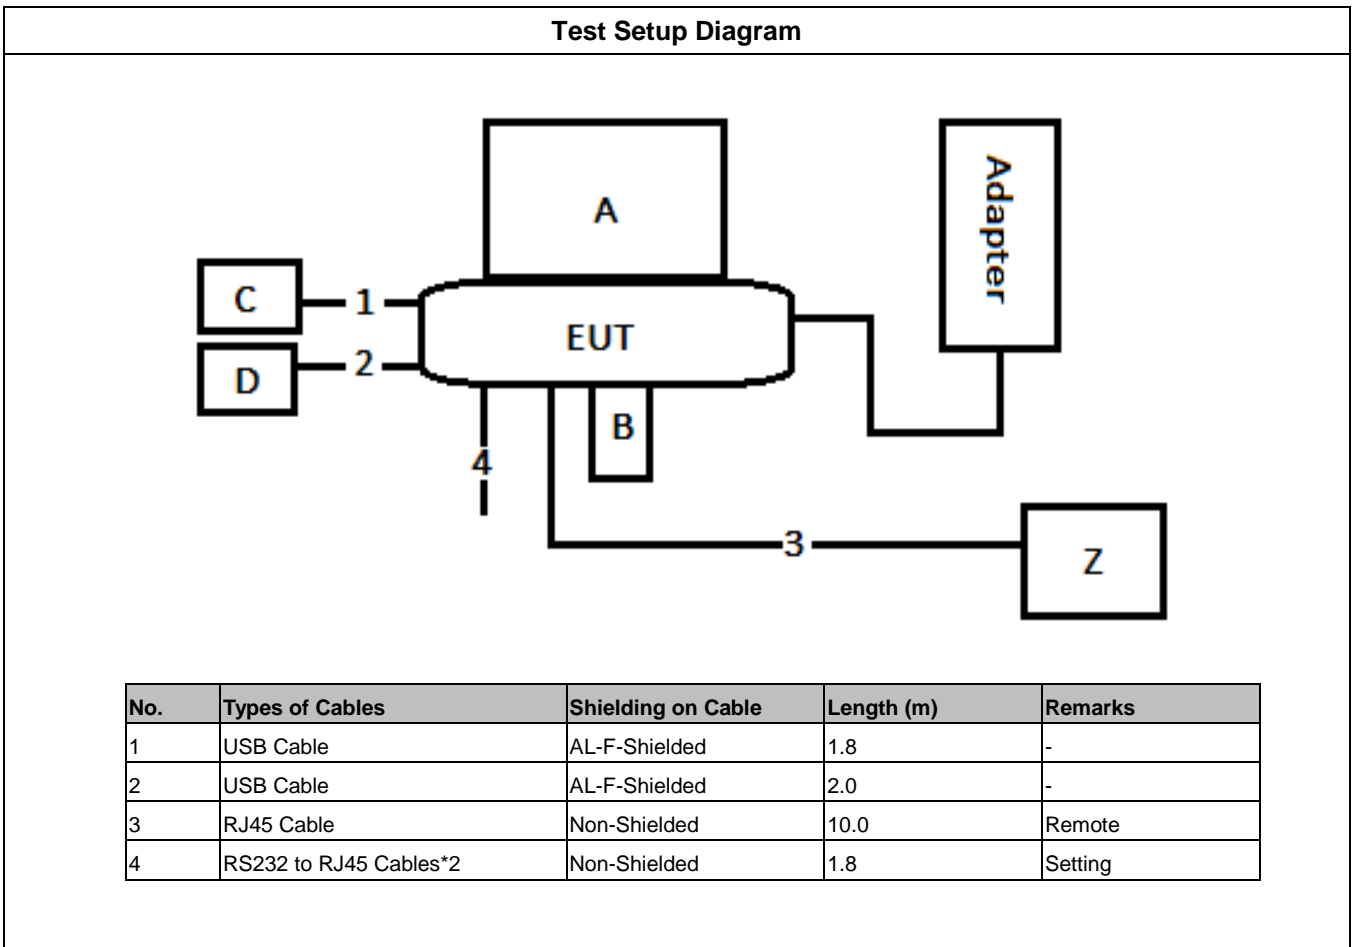 Test Setup Diagram
A
Adapter
C
1
EUT
2
D
B
4
3
Z
No. Types of Cables Shielding on Cable Length (m) Remarks
1 USB Cable AL-F-Shielded 1.8 -
2 USB Cable AL-F-Shielded 2.0 -
3 RJ45 Cable Non-Shielded 10.0 Remote
4 RS232 to RJ45 Cables*2 Non-Shielded 1.8 Setting